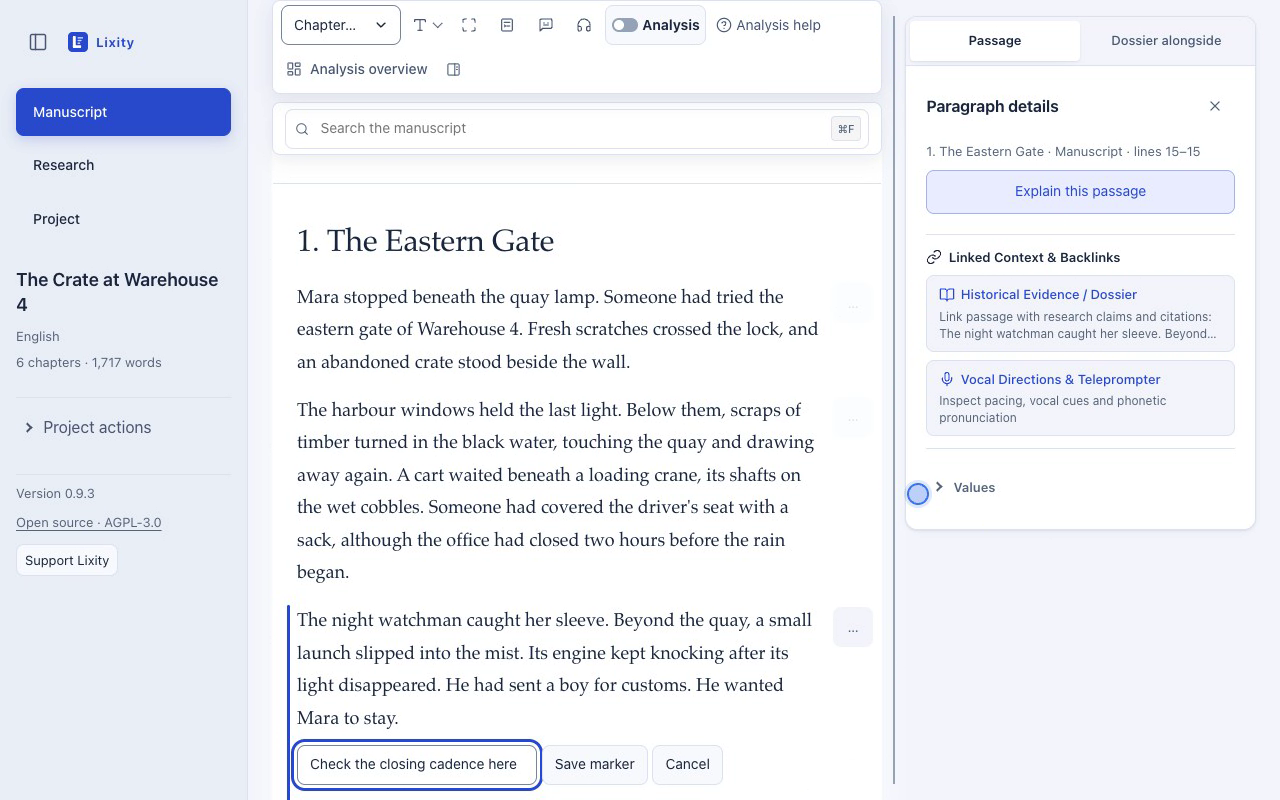 Lixity
Manuscript
Research
Project
The Crate at Warehouse
4
English
6 chapters · 1,717 words
Project actions
Version 0.9.3
Open source · AGPL-3.0
Support Lixity
Chapter...
Analysis
Analysis help
Analysis overview
Search the manuscript
⌘F
1. The Eastern Gate
Mara stopped beneath the quay lamp. Someone had tried the
eastern gate of Warehouse 4. Fresh scratches crossed the lock, and
an abandoned crate stood beside the wall.
...
The harbour windows held the last light. Below them, scraps of
timber turned in the black water, touching the quay and drawing
away again. A cart waited beneath a loading crane, its shafts on
the wet cobbles. Someone had covered the driver's seat with a
sack, although the office had closed two hours before the rain
began.
...
The night watchman caught her sleeve. Beyond the quay, a small
launch slipped into the mist. Its engine kept knocking after its
light disappeared. He had sent a boy for customs. He wanted
Mara to stay.
...
Check the closing cadence here
Save marker
Cancel
Passage
Dossier alongside
Paragraph details
1. The Eastern Gate · Manuscript · lines 15–15
Explain this passage
Linked Context & Backlinks
Historical Evidence / Dossier
Link passage with research claims and citations:
The night watchman caught her sleeve. Beyond...
Vocal Directions & Teleprompter
Inspect pacing, vocal cues and phonetic
pronunciation
Values